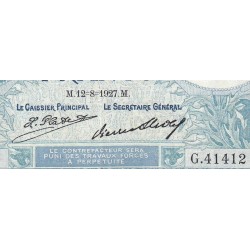 M.12-8-1927.M.
LE CAISSIER PRINCIPAL LE SECRÉTAIRE GÉNÉRAL
LE CONTREFACTEUR SERA
PUNI DES TRAVAUX FORCÉS
À PERPÉTUITÉ
G.41412